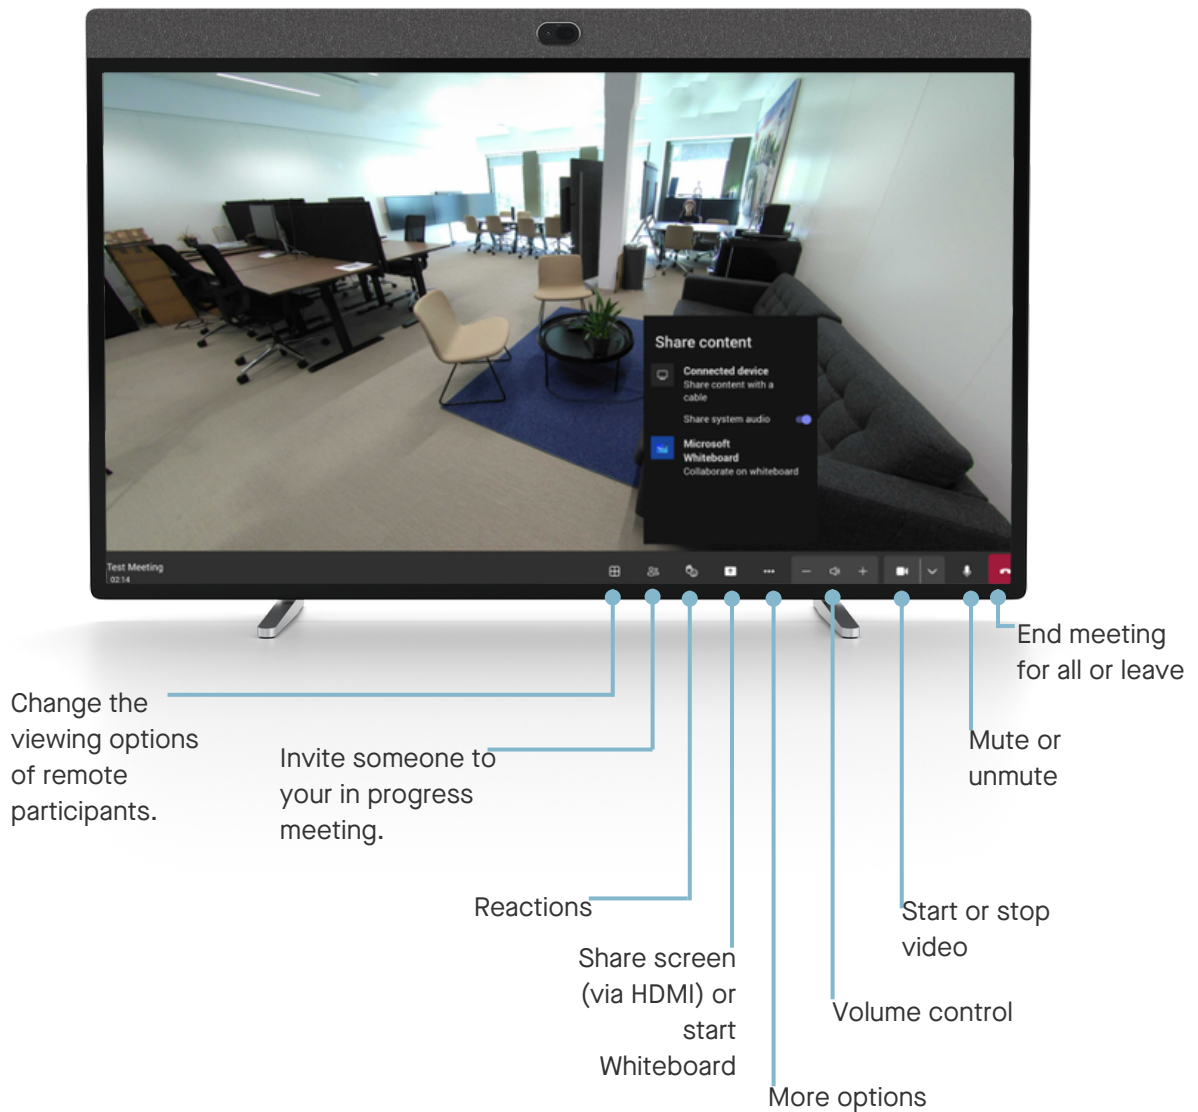 Share content
Connected device
Share content with a
cable
Share system audio
Microsoft
Whiteboard
Collaborate on whiteboard
Test Meeting
02:14
End meeting
for all or leave
Change the
viewing options
of remote
participants.
Invite someone to
your in progress
meeting.
Mute or
unmute
Reactions
Start or stop
video
Share screen
(via HDMI) or
start
Whiteboard
Volume control
More options